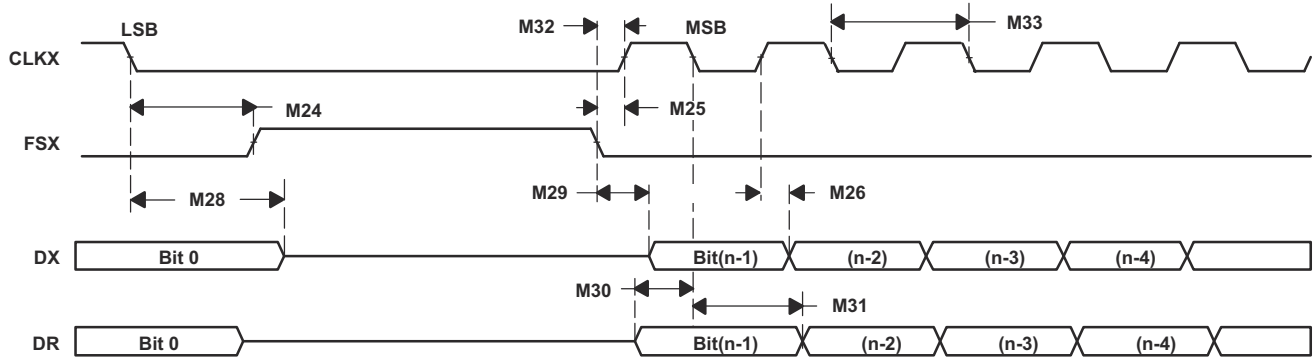 M32
M33
LSB
MSB
CLKX
M24
M25
FSX
M28
M29
M26
DX
Bit 0
Bit(n-1)
(n-2)
(n-3)
(n-4)
M30
M31
DR
Bit 0
Bit(n-1)
(n-2)
(n-3)
(n-4)